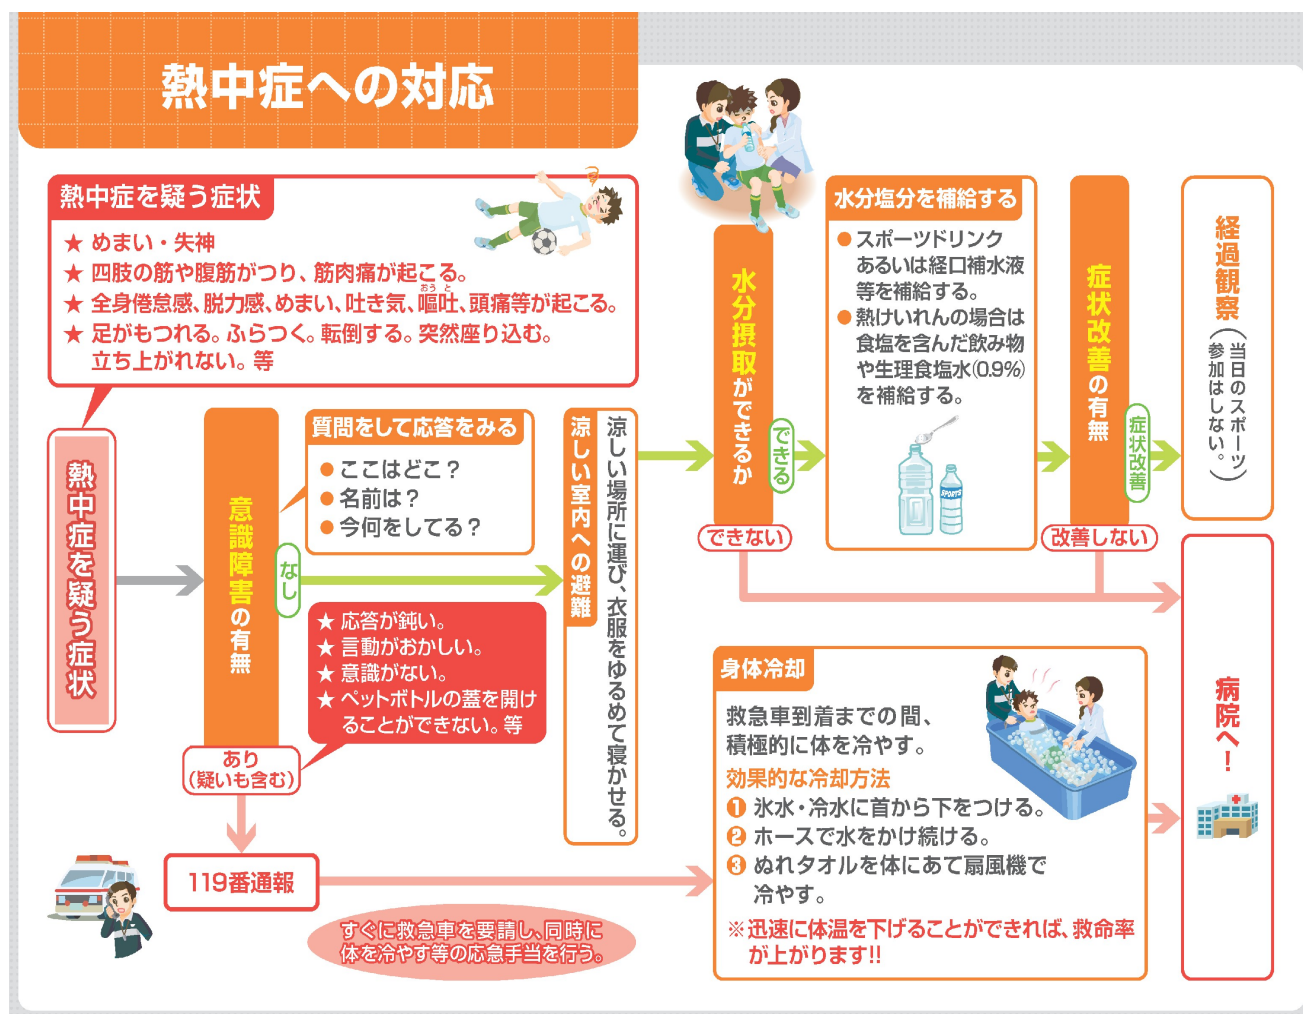 熱中症への対応
熱中症を疑う症状
★ めまい・失神
★ 四肢の筋や腹筋がつり、筋肉痛が起こる。
★ 全身倦怠感、脱力感、めまい、吐き気、嘔吐、頭痛等が起こる。
おう と
★ 足がもつれる。ふらつく。転倒する。突然座り込む。
立ち上がれない。等
熱中症を疑う症状
意識障害の有無
質問をして応答をみる
● ここはどこ？
● 名前は？
● 今何をしてる？
なし
★ 応答が鈍い。
★ 言動がおかしい。
★ 意識がない。
★ ペットボトルの蓋を開け
ることができない。等
あり
(疑いも含む)
119番通報
すぐに救急車を要請し、同時に
体を冷やす等の応急手当を行う。
涼しい室内への避難
涼しい場所に運び、衣服をゆるめて寝かせる。
水分摂取ができるか
できる
できない
水分塩分を補給する
● スポーツドリンク
あるいは経口補水液
等を補給する。
● 熱けいれんの場合は
食塩を含んだ飲み物
や生理食塩水(0.9%)
を補給する。
SPORTS
症状改善の有無
症状改善
改善しない
経過観察
(当日のスポーツ
参加はしない。)
身体冷却
救急車到着までの間、
積極的に体を冷やす。
効果的な冷却方法
❶ 氷水・冷水に首から下をつける。
❷ ホースで水をかけ続ける。
❸ ぬれタオルを体にあて扇風機で
冷やす。
※迅速に体温を下げることができれば、救命率
が上がります!!
病院へ！